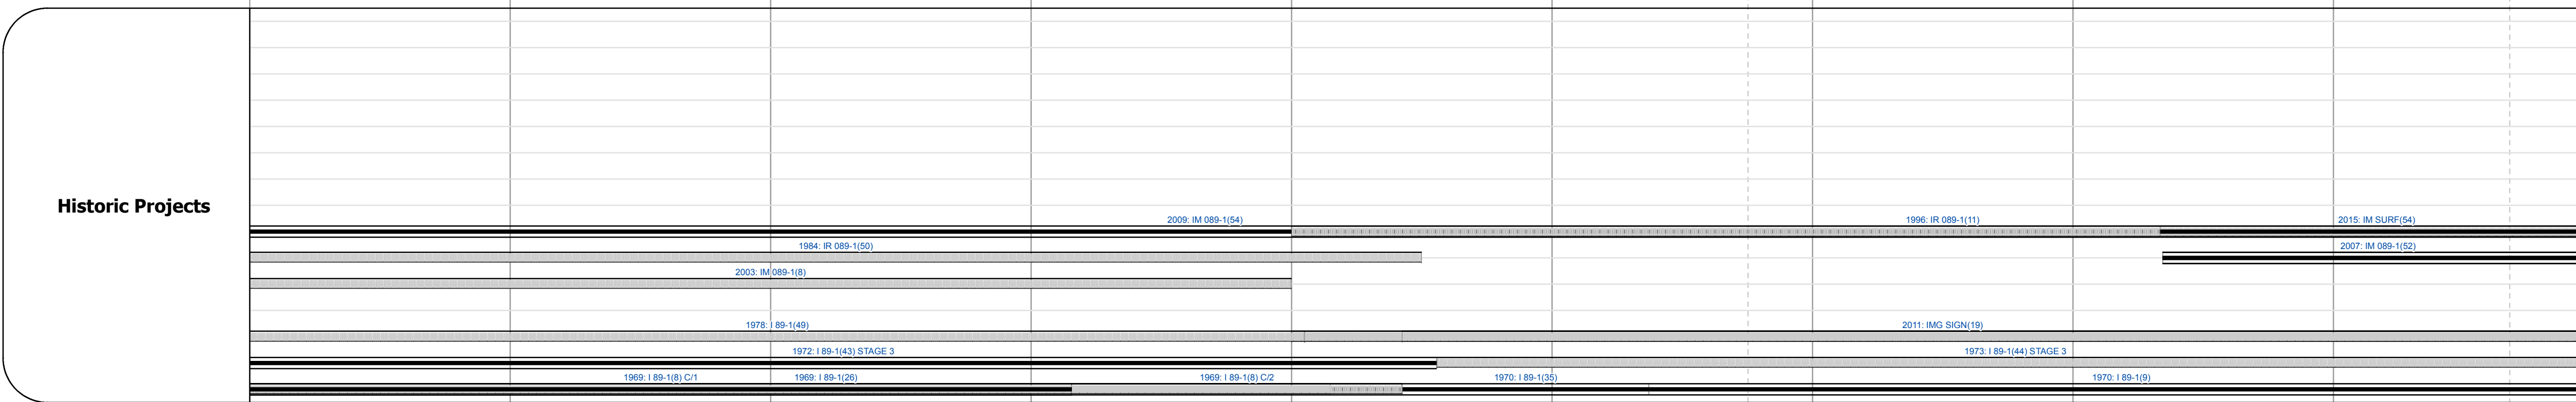 Historic Projects
2009: IM 089-1(54)
1996: IR 089-1(11)
2015: IM SURF(54)
1984: IR 089-1(50)
2007: IM 089-1(52)
2003: IM 089-1(8)
1978: I 89-1(49)
2011: IMG SIGN(19)
1972: I 89-1(43) STAGE 3
1973: I 89-1(44) STAGE 3
1969: I 89-1(8) C/1
1969: I 89-1(26)
1969: I 89-1(8) C/2
1970: I 89-1(35)
1970: I 89-1(9)